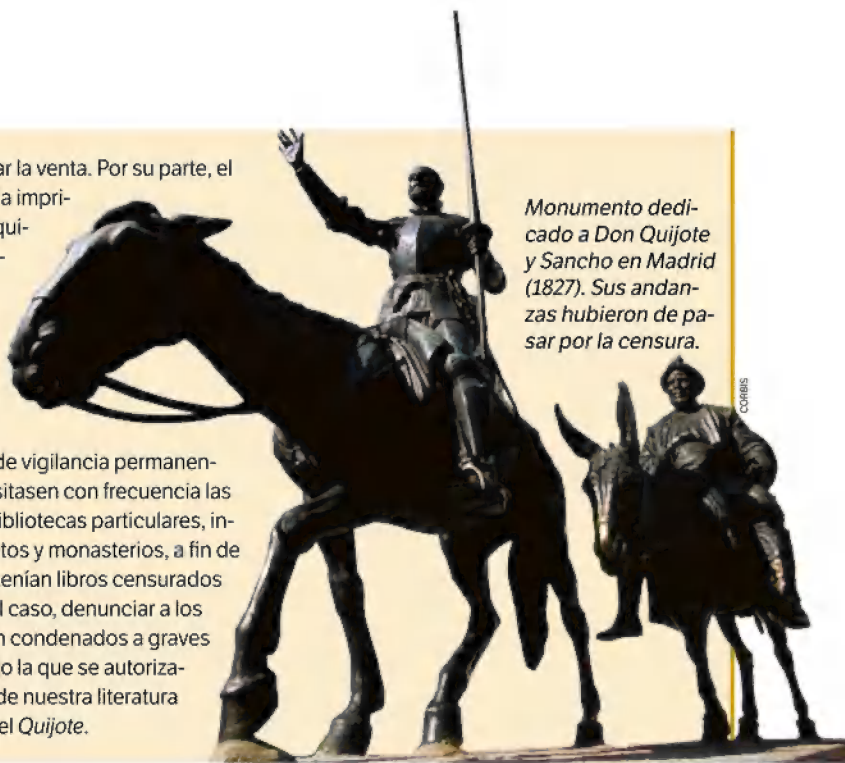 ar la venta. Por su parte, el
a impri-
qui-
-
de vigilancia permanen-
sitasen con frecuencia las
ibliotecas particulares, in-
tos y monasterios, a fin de
enían libros censurados
l caso, denunciar a los
n condenados a graves
o la que se autoriza-
de nuestra literatura
el Quijote.
Monumento dedi-
cado a Don Quijote
y Sancho en Madrid
(1827). Sus andan-
zas hubieron de pa-
sar por la censura.
CORBIS